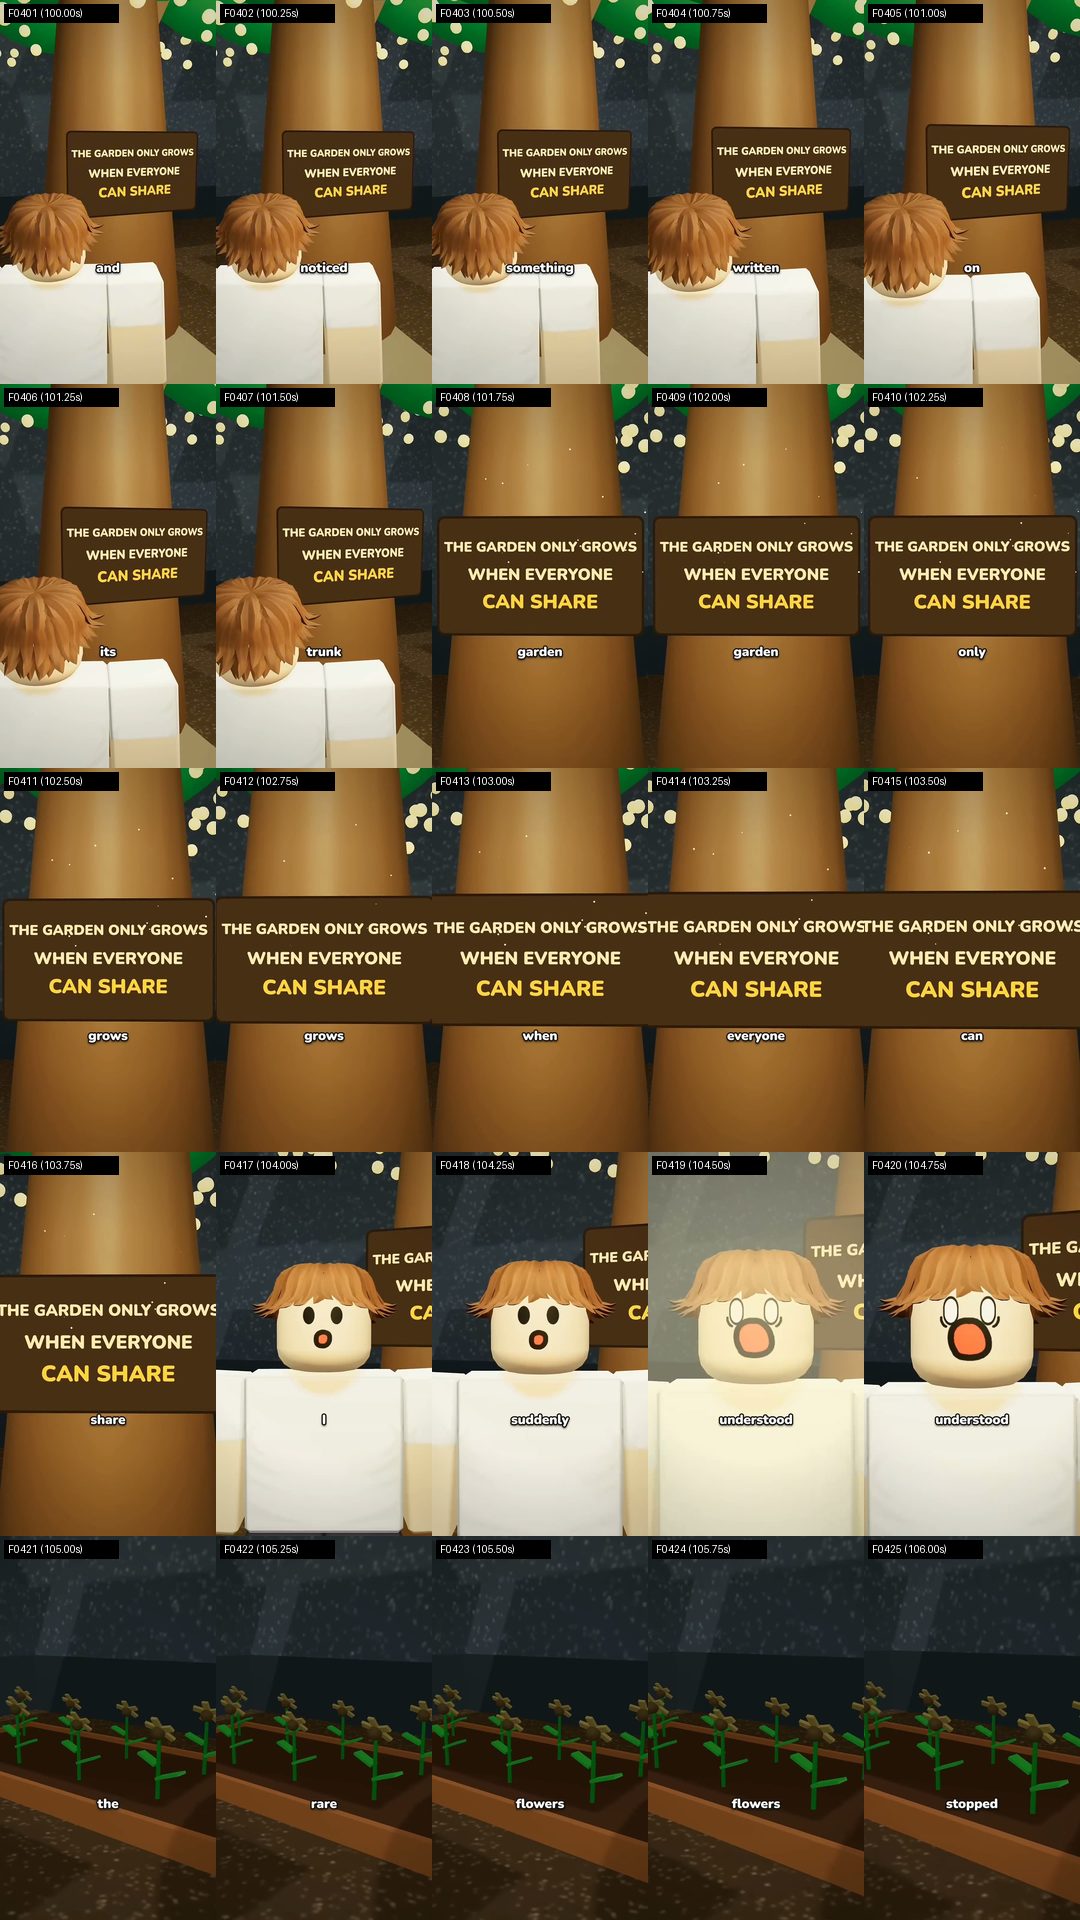 F0401 (100.00s)
THE GARDEN ONLY GROWS
WHEN EVERYONE
CAN SHARE
and
F0402 (100.25s)
THE GARDEN ONLY GROWS
WHEN EVERYONE
CAN SHARE
noticed
F0403 (100.50s)
THE GARDEN ONLY GROWS
WHEN EVERYONE
CAN SHARE
something
F0404 (100.75s)
THE GARDEN ONLY GROWS
WHEN EVERYONE
CAN SHARE
written
F0405 (101.00s)
THE GARDEN ONLY GROWS
WHEN EVERYONE
CAN SHARE
on
F0406 (101.25s)
THE GARDEN ONLY GROWS
WHEN EVERYONE
CAN SHARE
its
F0407 (101.50s)
THE GARDEN ONLY GROWS
WHEN EVERYONE
CAN SHARE
trunk
F0408 (101.75s)
THE GARDEN ONLY GROWS
WHEN EVERYONE
CAN SHARE
garden
F0409 (102.00s)
THE GARDEN ONLY GROWS
WHEN EVERYONE
CAN SHARE
garden
F0410 (102.25s)
THE GARDEN ONLY GROWS
WHEN EVERYONE
CAN SHARE
only
F0411 (102.50s)
THE GARDEN ONLY GROWS
WHEN EVERYONE
CAN SHARE
grows
F0412 (102.75s)
THE GARDEN ONLY GROWS
WHEN EVERYONE
CAN SHARE
grows
F0413 (103.00s)
THE GARDEN ONLY GROWS
WHEN EVERYONE
CAN SHARE
when
F0414 (103.25s)
THE GARDEN ONLY GROWS
WHEN EVERYONE
CAN SHARE
everyone
F0415 (103.50s)
THE GARDEN ONLY GROWS
WHEN EVERYONE
CAN SHARE
can
F0416 (103.75s)
THE GARDEN ONLY GROWS
WHEN EVERYONE
CAN SHARE
share
F0417 (104.00s)
THE GAR
WHE
CA
I
F0418 (104.25s)
THE GA
WH
C
suddenly
F0419 (104.50s)
THE GA
WH
C
understood
F0420 (104.75s)
THE G
W
C
understood
F0421 (105.00s)
the
F0422 (105.25s)
rare
F0423 (105.50s)
flowers
F0424 (105.75s)
flowers
F0425 (106.00s)
stopped